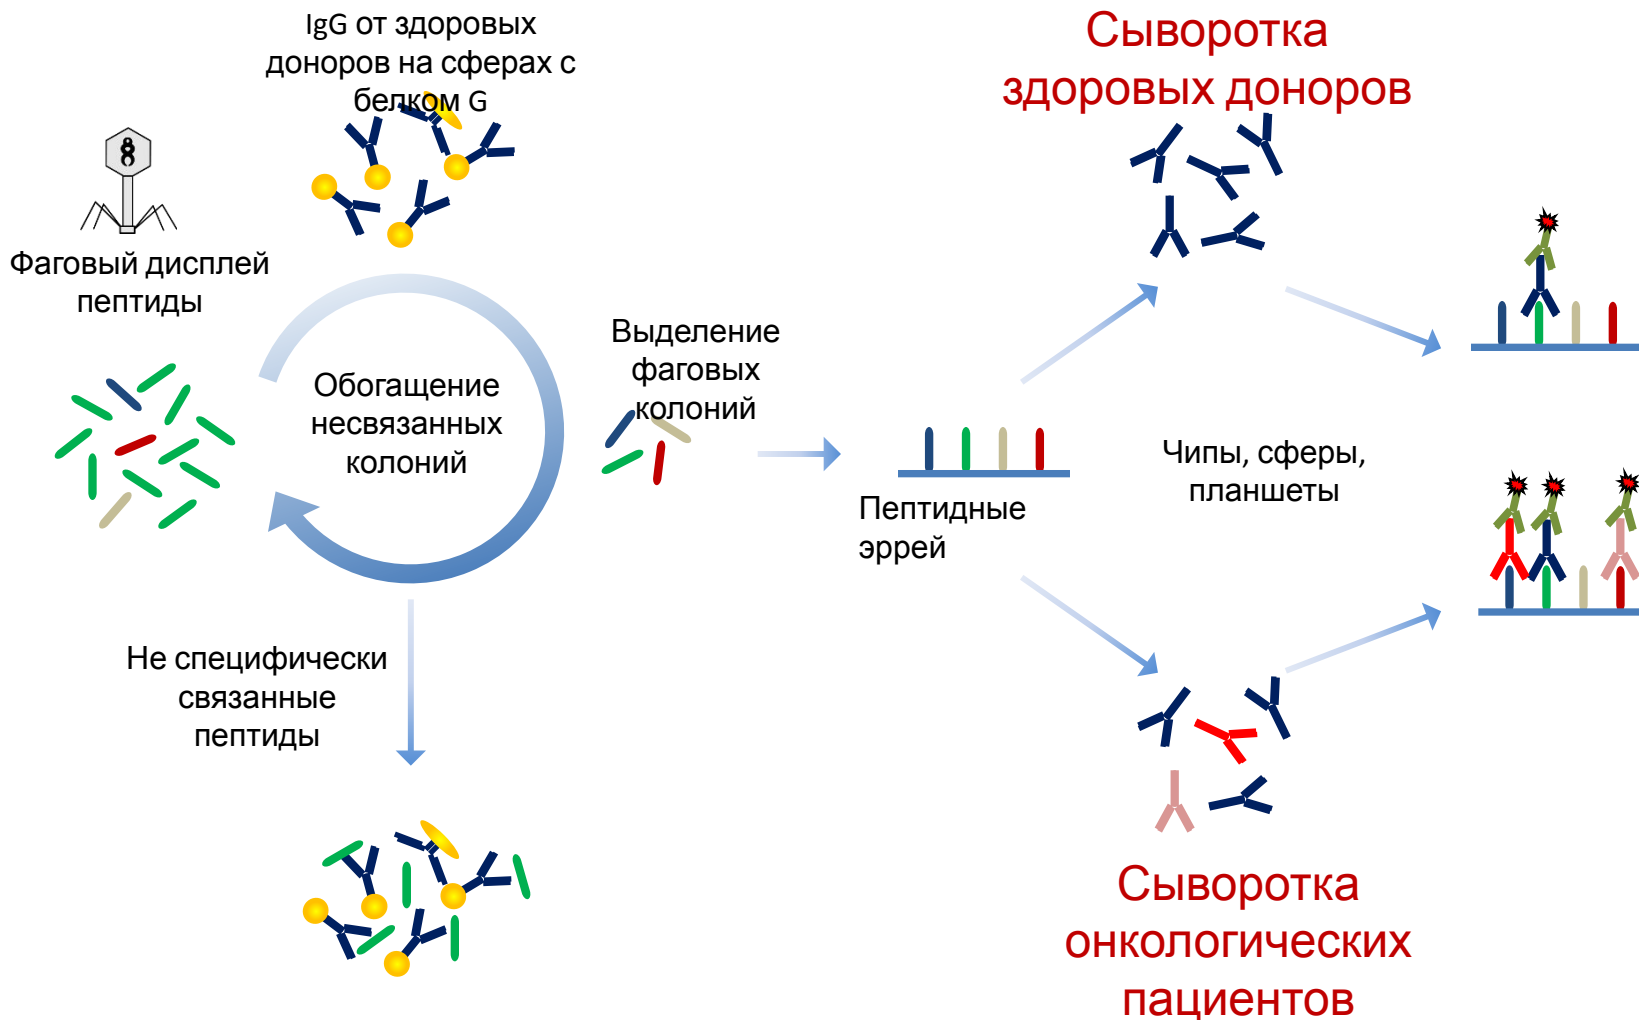 IgG от здоровых
доноров на сферах с
белком G
Сыворотка
здоровых доноров
Фаговый дисплей
пептиды
Обогащение
несвязанных
колоний
Выделение
фаговых
колоний
Чипы, сферы,
планшеты
Пептидные
эррей
Не специфически
связанные
пептиды
Сыворотка
онкологических
пациентов